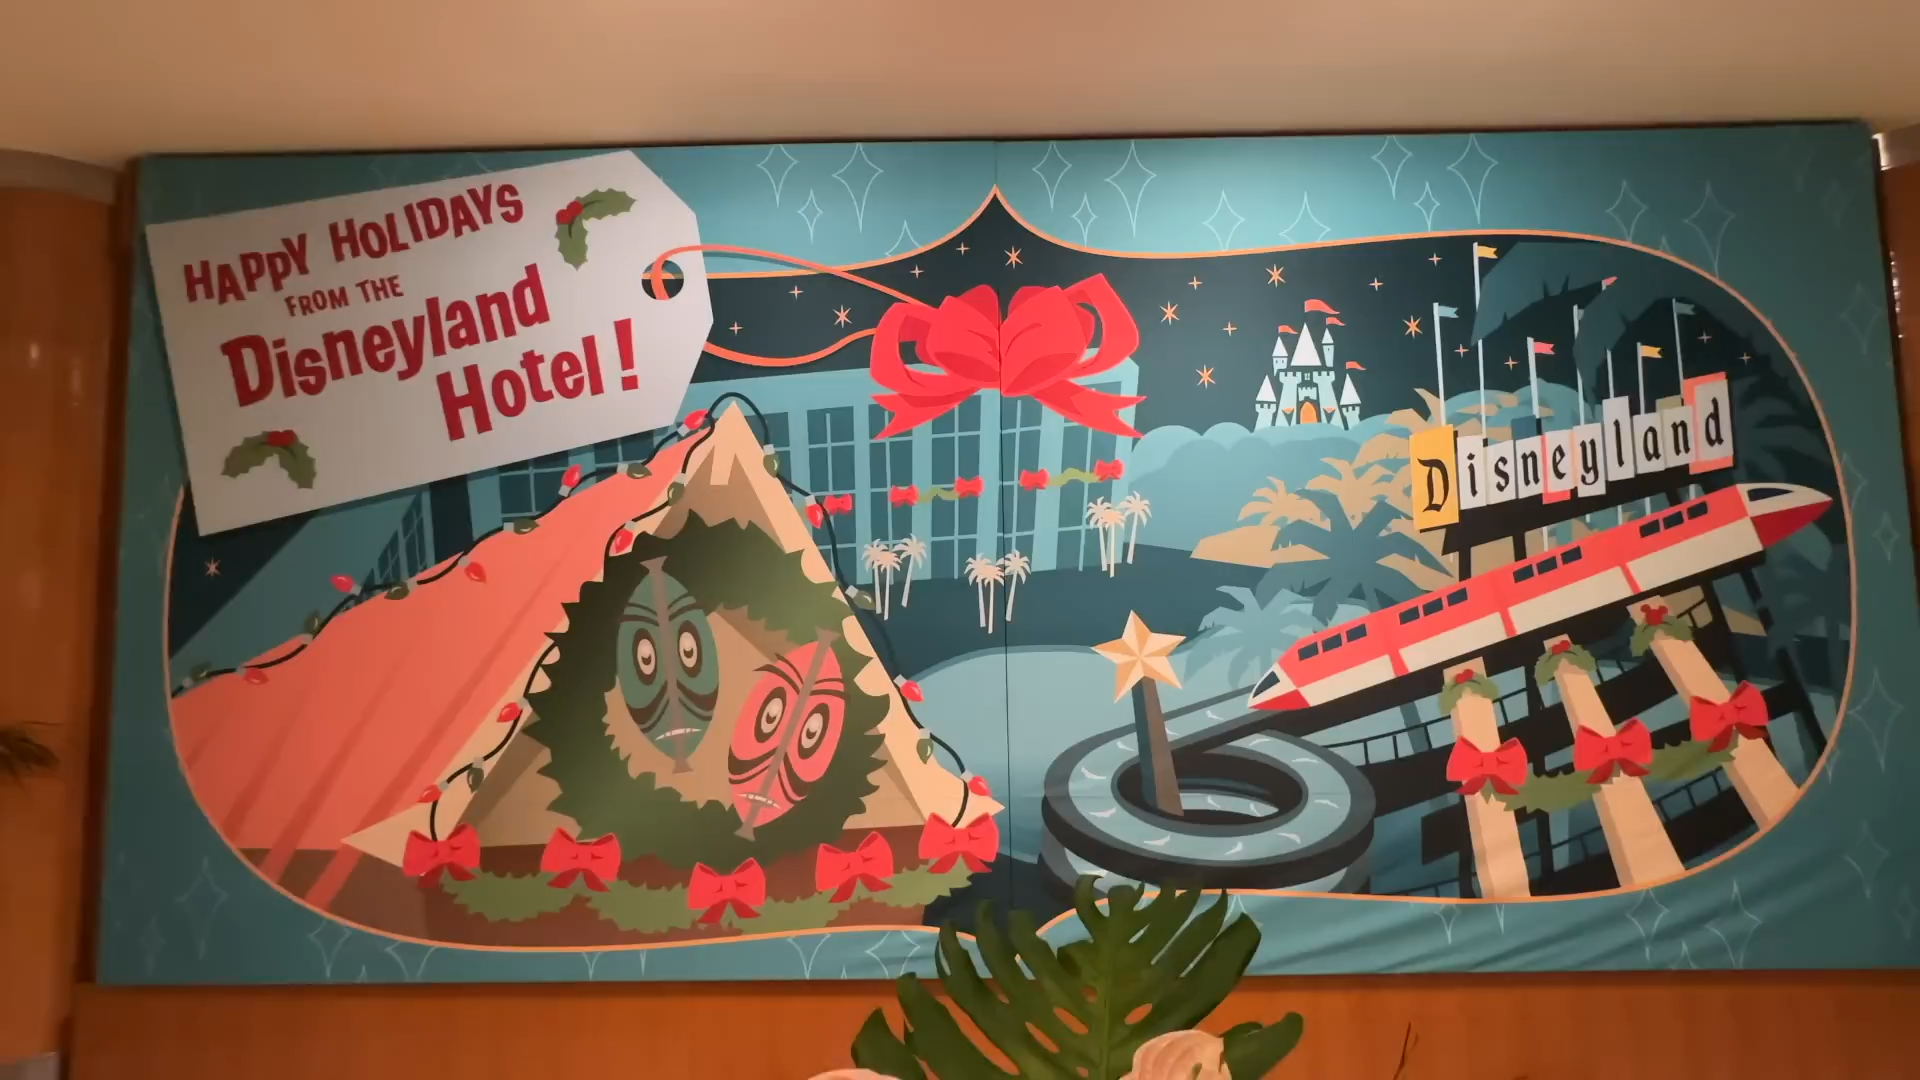 HAPPY HOLIDAYS
FROM THE
Disneyland
Hotel!
Disneyland